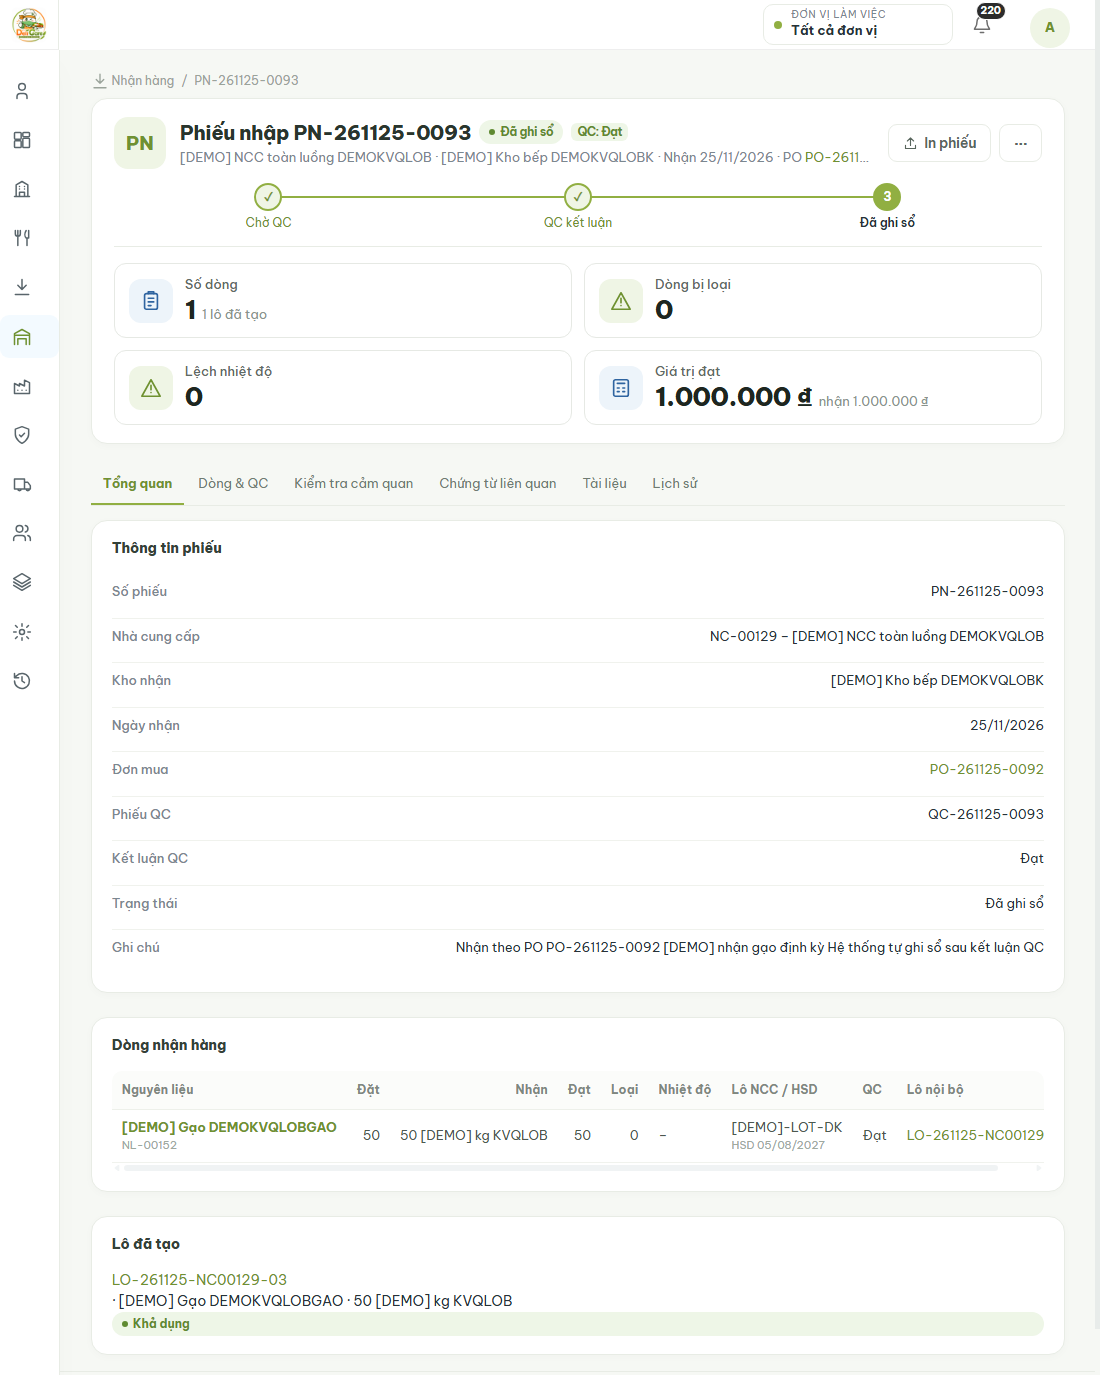 ĐƠN VỊ LÀM VIỆC
Tất cả đơn vị
220
A
Nhận hàng / PN-261125-0093
PN
Phiếu nhập PN-261125-0093
Đã ghi sổ
QC: Đạt
[DEMO] NCC toàn luồng DEMOKVQLOB · [DEMO] Kho bếp DEMOKVQLOBK · Nhận 25/11/2026 · PO PO-2611...
In phiếu
...
✓ ✓ 3
Chờ QC
QC kết luận
Đã ghi sổ
Số dòng
1 1 lô đã tạo
Dòng bị loại
0
Lệch nhiệt độ
0
Giá trị đạt
1.000.000 ₫ nhận 1.000.000 ₫
Tổng quan
Dòng & QC
Kiểm tra cảm quan
Chứng từ liên quan
Tài liệu
Lịch sử
Thông tin phiếu
Số phiếu PN-261125-0093
Nhà cung cấp NC-00129 – [DEMO] NCC toàn luồng DEMOKVQLOB
Kho nhận [DEMO] Kho bếp DEMOKVQLOBK
Ngày nhận 25/11/2026
Đơn mua PO-261125-0092
Phiếu QC QC-261125-0093
Kết luận QC Đạt
Trạng thái Đã ghi sổ
Ghi chú Nhận theo PO PO-261125-0092 [DEMO] nhận gạo định kỳ Hệ thống tự ghi sổ sau kết luận QC
Dòng nhận hàng
Nguyên liệu Đặt Nhận Đạt Loại Nhiệt độ Lô NCC / HSD QC Lô nội bộ
[DEMO] Gạo DEMOKVQLOBGAO 50 50 [DEMO] kg KVQLOB 50 0 – [DEMO]-LOT-DK Đạt LO-261125-NC00129
NL-00152 HSD 05/08/2027
Lô đã tạo
LO-261125-NC00129-03
· [DEMO] Gạo DEMOKVQLOBGAO · 50 [DEMO] kg KVQLOB
Khả dụng